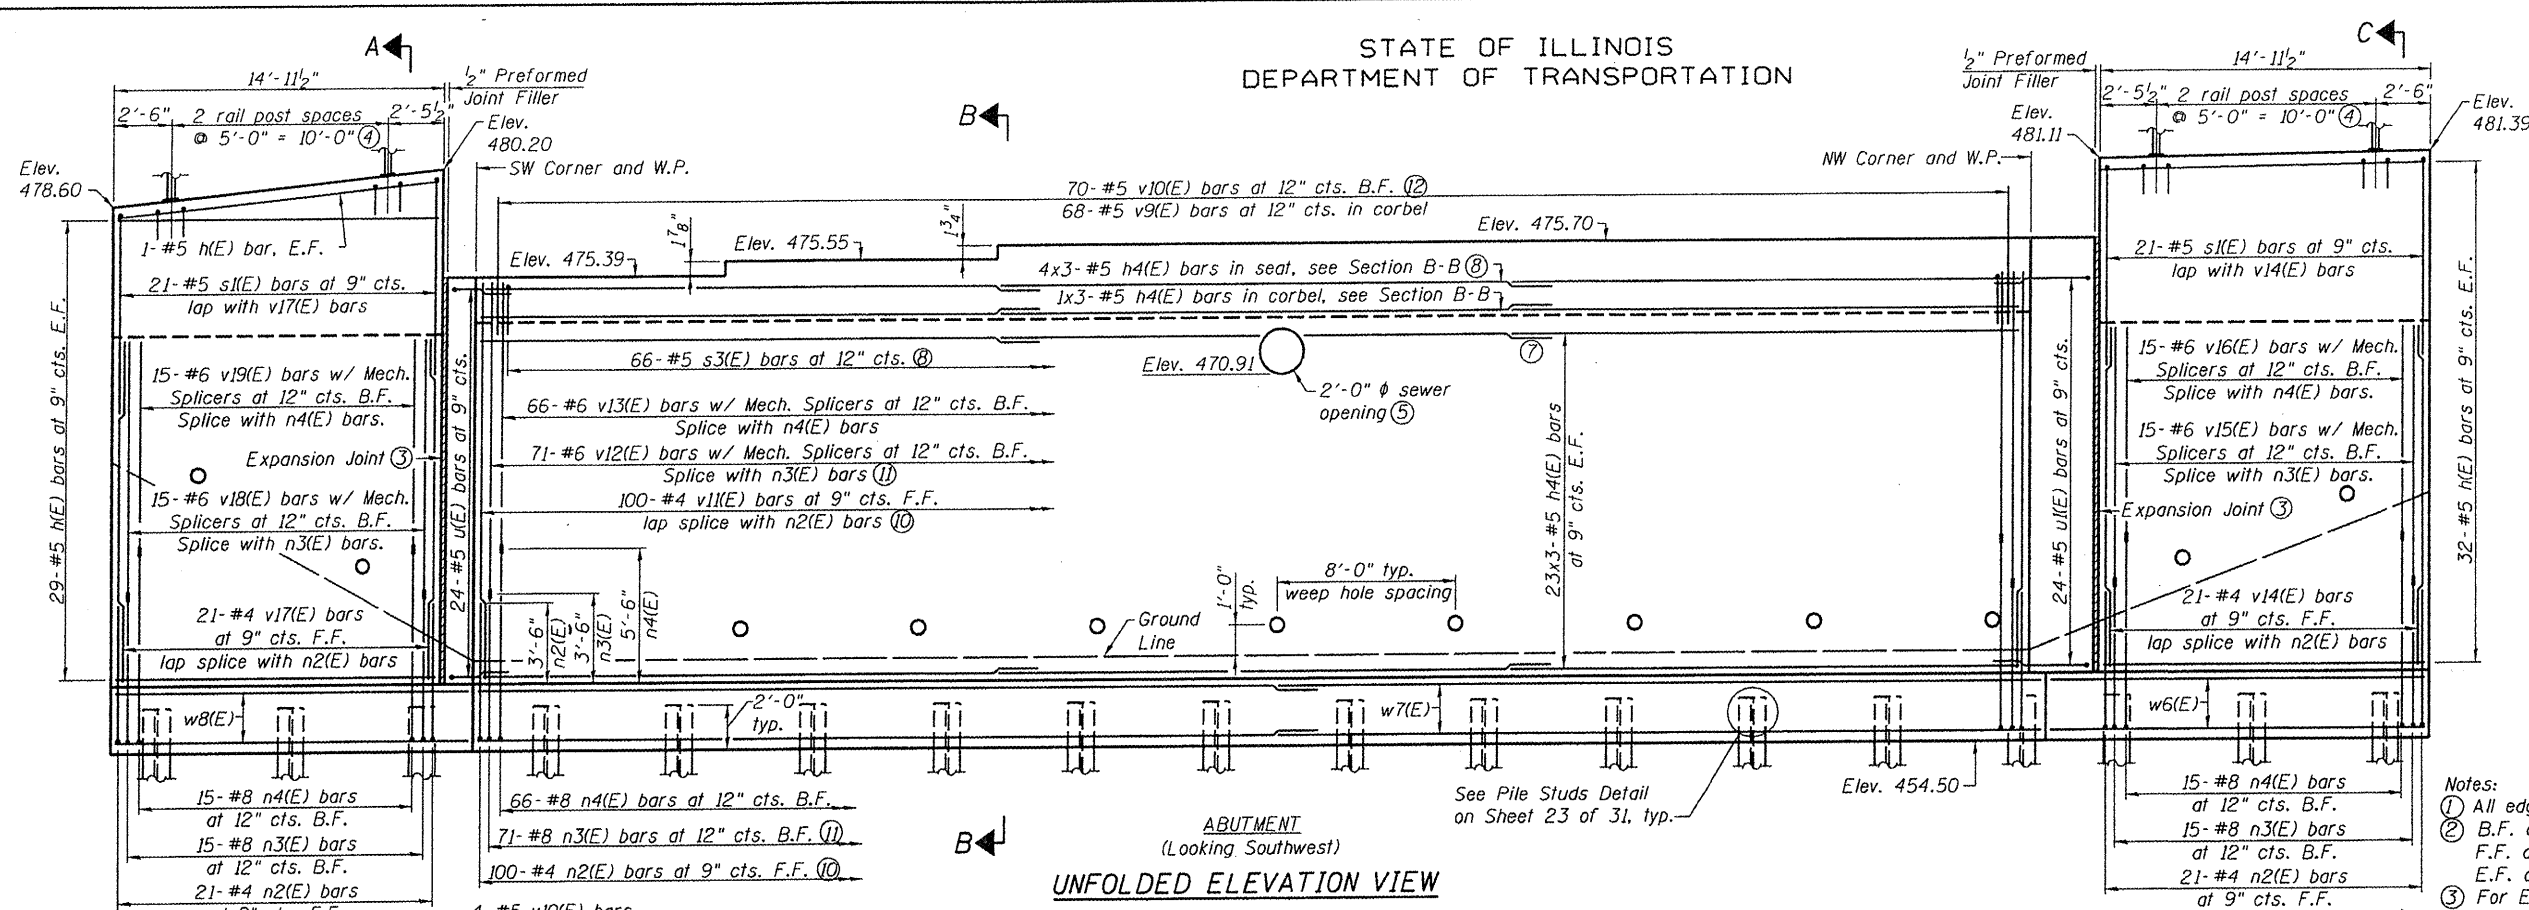 STATE OF ILLINOIS
DEPARTMENT OF TRANSPORTATION
A
14'-11½"
½" Preformed
Joint Filler
2'-6"
2 rail post spaces
@ 5'-0" = 10'-0" ④
2'-5½"
Elev.
480.20
Elev.
478.60
SW Corner and W.P.
B
½" Preformed
Joint Filler
C
14'-11½"
2'-5½"
2 rail post spaces
@ 5'-0" = 10'-0" ④
2'-6"
Elev.
481.39
Elev.
481.11
NW Corner and W.P.
70-#5 v10(E) bars at 12" cts. B.F. ⑫
68-#5 v9(E) bars at 12" cts. in corbel
1⅞"
1¾"
Elev. 475.39
Elev. 475.55
Elev. 475.70
1-#5 h(E) bar, E.F.
21-#5 s1(E) bars at 9" cts.
lap with v17(E) bars
4x3-#5 h4(E) bars in seat, see Section B-B ⑧
1x3-#5 h4(E) bars in corbel, see Section B-B
21-#5 s1(E) bars at 9" cts.
lap with v14(E) bars
29-#5 h(E) bars at 9" cts. E.F.
15-#6 v19(E) bars w/ Mech.
Splicers at 12" cts. B.F.
Splice with n4(E) bars.
Expansion Joint ③
15-#6 v18(E) bars w/ Mech.
Splicers at 12" cts. B.F.
Splice with n3(E) bars.
21-#4 v17(E) bars
at 9" cts. F.F.
lap splice with n2(E) bars
24-#5 u(E) bars at 9" cts.
66-#5 s3(E) bars at 12" cts. ⑧
66-#6 v13(E) bars w/ Mech. Splicers at 12" cts. B.F.
Splice with n4(E) bars
71-#6 v12(E) bars w/ Mech. Splicers at 12" cts. B.F.
Splice with n3(E) bars ⑪
100-#4 v11(E) bars at 9" cts. F.F.
lap splice with n2(E) bars ⑩
Elev. 470.91
2'-0" φ sewer
opening ⑤
⑦
23x3-#5 h4(E) bars
at 9" cts. E.F.
24-#5 u1(E) bars at 9" cts.
15-#6 v16(E) bars w/ Mech.
Splicers at 12" cts. B.F.
Splice with n4(E) bars.
15-#6 v15(E) bars w/ Mech.
Splicers at 12" cts. B.F.
Splice with n3(E) bars.
Expansion Joint ③
21-#4 v14(E) bars
at 9" cts. F.F.
lap splice with n2(E) bars
32-#5 h(E) bars at 9" cts. E.F.
3'-6"
n2(E)
3'-6"
n3(E)
5'-6"
n4(E)
Ground
Line
1'-0"
typ.
8'-0" typ.
weep hole spacing
w8(E)
2'-0"
typ.
w7(E)
w6(E)
15-#8 n4(E) bars
at 12" cts. B.F.
15-#8 n3(E) bars
at 12" cts. B.F.
21-#4 n2(E) bars
66-#8 n4(E) bars at 12" cts. B.F.
71-#8 n3(E) bars at 12" cts. B.F. ⑪
100-#4 n2(E) bars at 9" cts. F.F. ⑩
B
ABUTMENT
(Looking Southwest)
UNFOLDED ELEVATION VIEW
See Pile Studs Detail
on Sheet 23 of 31, typ.
Elev. 454.50
15-#8 n4(E) bars
at 12" cts. B.F.
15-#8 n3(E) bars
at 12" cts. B.F.
21-#4 n2(E) bars
at 9" cts. F.F.
Notes:
① All
② B.F.
F.F.
E.F.
③ For